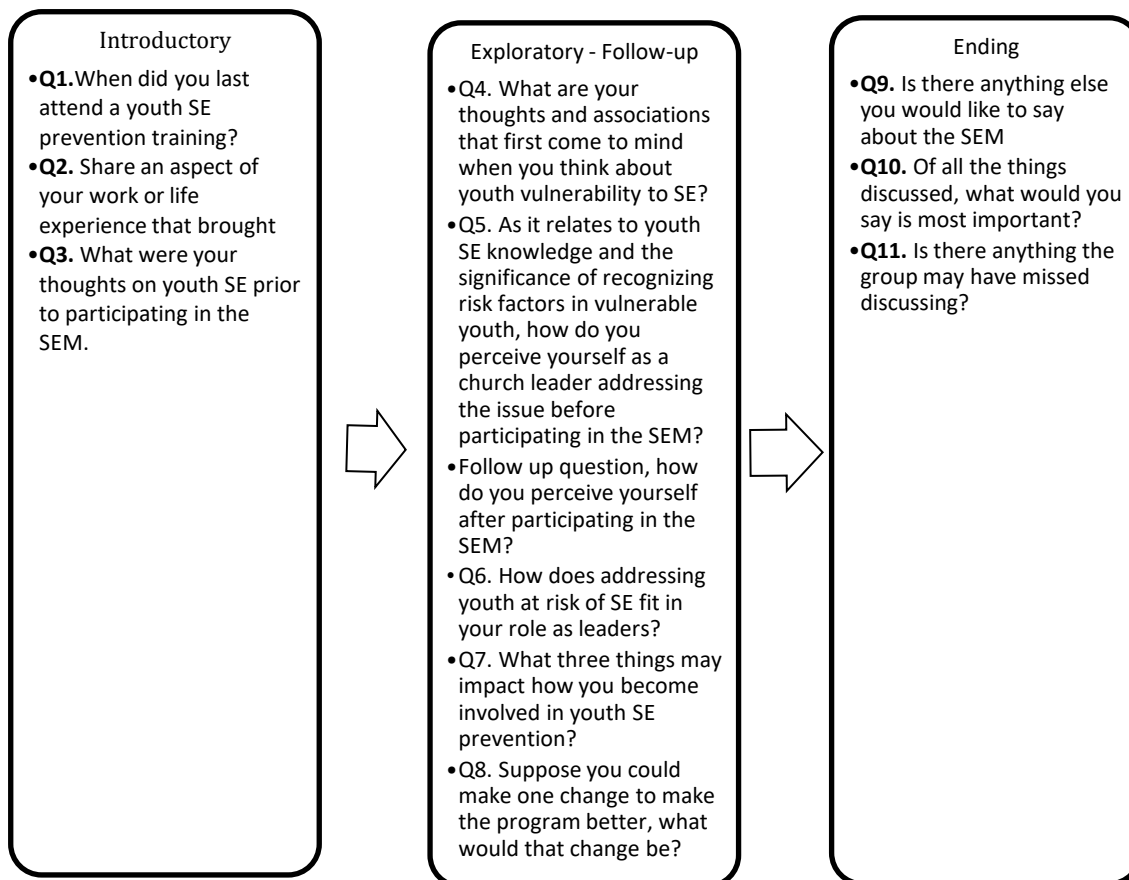 Introductory
•Q1.When did you last
attend a youth SE
prevention training?
•Q2. Share an aspect of
your work or life
experience that brought
•Q3. What were your
thoughts on youth SE prior
to participating in the
SEM.
Exploratory - Follow-up
•Q4. What are your
thoughts and associations
that first come to mind
when you think about
youth vulnerability to SE?
•Q5. As it relates to youth
SE knowledge and the
significance of recognizing
risk factors in vulnerable
youth, how do you
perceive yourself as a
church leader addressing
the issue before
participating in the SEM?
•Follow up question, how
do you perceive yourself
after participating in the
SEM?
•Q6. How does addressing
youth at risk of SE fit in
your role as leaders?
•Q7. What three things may
impact how you become
involved in youth SE
prevention?
•Q8. Suppose you could
make one change to make
the program better, what
would that change be?
Ending
•Q9. Is there anything else
you would like to say
about the SEM
•Q10. Of all the things
discussed, what would you
say is most important?
•Q11. Is there anything the
group may have missed
discussing?